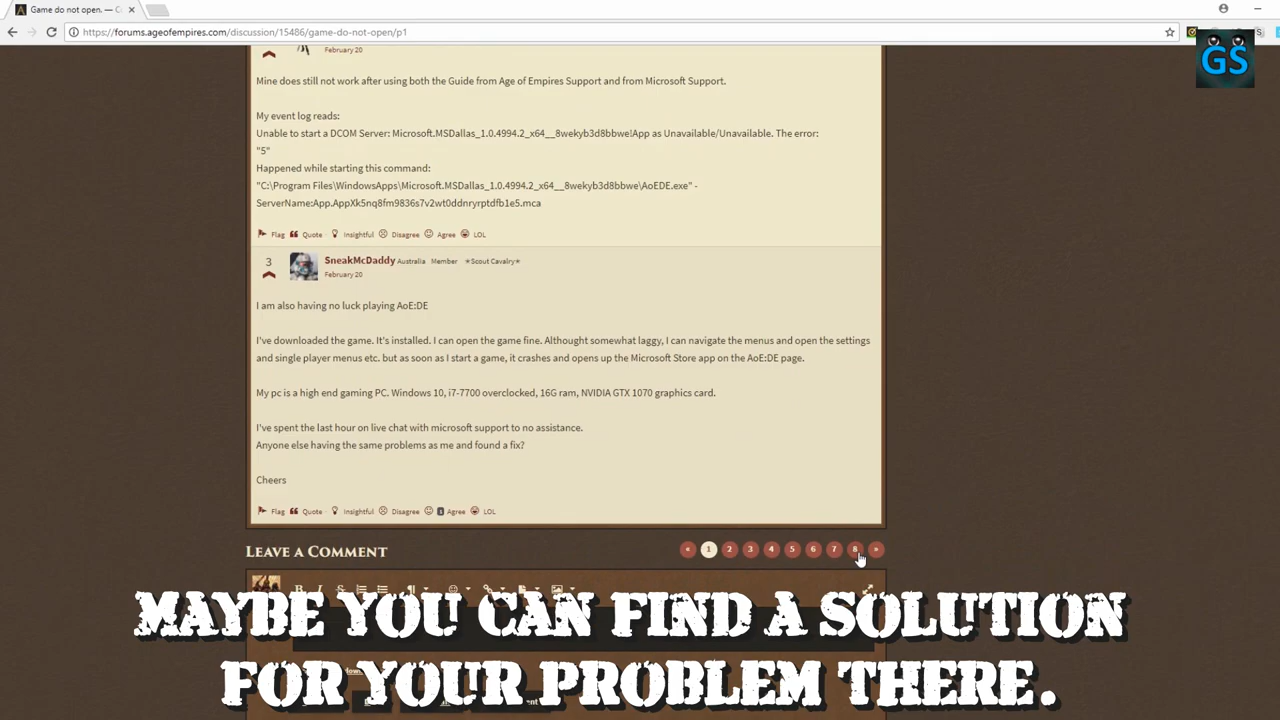 Game do not open. — C
https://forums.ageofempires.com/discussion/15486/game-do-not-open/p1
GS
February 20
Mine does still not work after using both the Guide from Age of Empires Support and from Microsoft Support.
My event log reads:
Unable to start a DCOM Server: Microsoft.MSDallas_1.0.4994.2_x64__8wekyb3d8bbwe!App as Unavailable/Unavailable. The error:
"5"
Happened while starting this command:
"C:\Program Files\WindowsApps\Microsoft.MSDallas_1.0.4994.2_x64__8wekyb3d8bbwe\AoEDE.exe" -
ServerName:App.AppXk5nq8fm9836s7v2wt0ddnryrptdfb1e5.mca
Flag Quote · Insightful Disagree Agree LOL
3
SneakMcDaddy Australia Member ★Scout Cavalry★
February 20
I am also having no luck playing AoE:DE
I've downloaded the game. It's installed. I can open the game fine. Althought somewhat laggy, I can navigate the menus and open the settings
and single player menus etc. but as soon as I start a game, it crashes and opens up the Microsoft Store app on the AoE:DE page.
My pc is a high end gaming PC. Windows 10, i7-7700 overclocked, 16G ram, NVIDIA GTX 1070 graphics card.
I've spent the last hour on live chat with microsoft support to no assistance.
Anyone else having the same problems as me and found a fix?
Cheers
Flag Quote · Insightful Disagree 1 Agree LOL
Leave a Comment
« 1 2 3 4 5 6 7 8 »
MAYBE YOU CAN FIND A SOLUTION
FOR YOUR PROBLEM THERE.